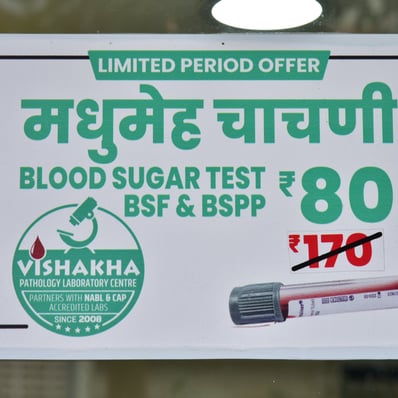 LIMITED PERIOD OFFER
मधुमेह चाचणी
BLOOD SUGAR TEST
BSF & BSPP
₹80
₹170
VISHAKHA
PATHOLOGY LABORATORY CENTRE
PARTNERS WITH NABL & CAP
ACCREDITED LABS
SINCE 2008